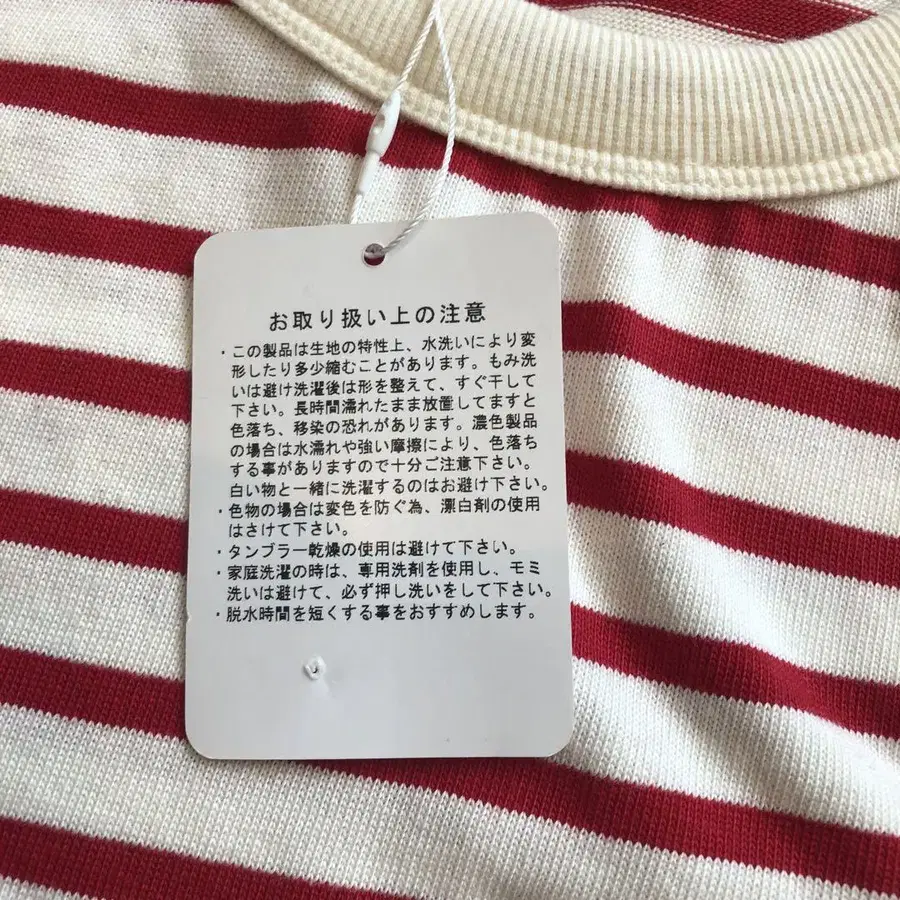 お取り扱い上の注意
・この製品は生地の特性上、水洗いにより変
形したり多少縮むことがあります。もみ洗
いは避け洗濯後は形を整えて、すぐ干して
下さい。長時間濡れたまま放置してますと
色落ち、移染の恐れがあります。濃色製品
の場合は水濡れや強い摩擦により、色落ち
する事がありますので十分ご注意下さい。
白い物と一緒に洗濯するのはお避け下さい。
・色物の場合は変色を防ぐ為、漂白剤の使用
はさけて下さい。
・タンブラー乾燥の使用は避けて下さい。
・家庭洗濯の時は、専用洗剤を使用し、モミ
洗いは避けて、必ず押し洗いをして下さい。
・脱水時間を短くする事をおすすめします。